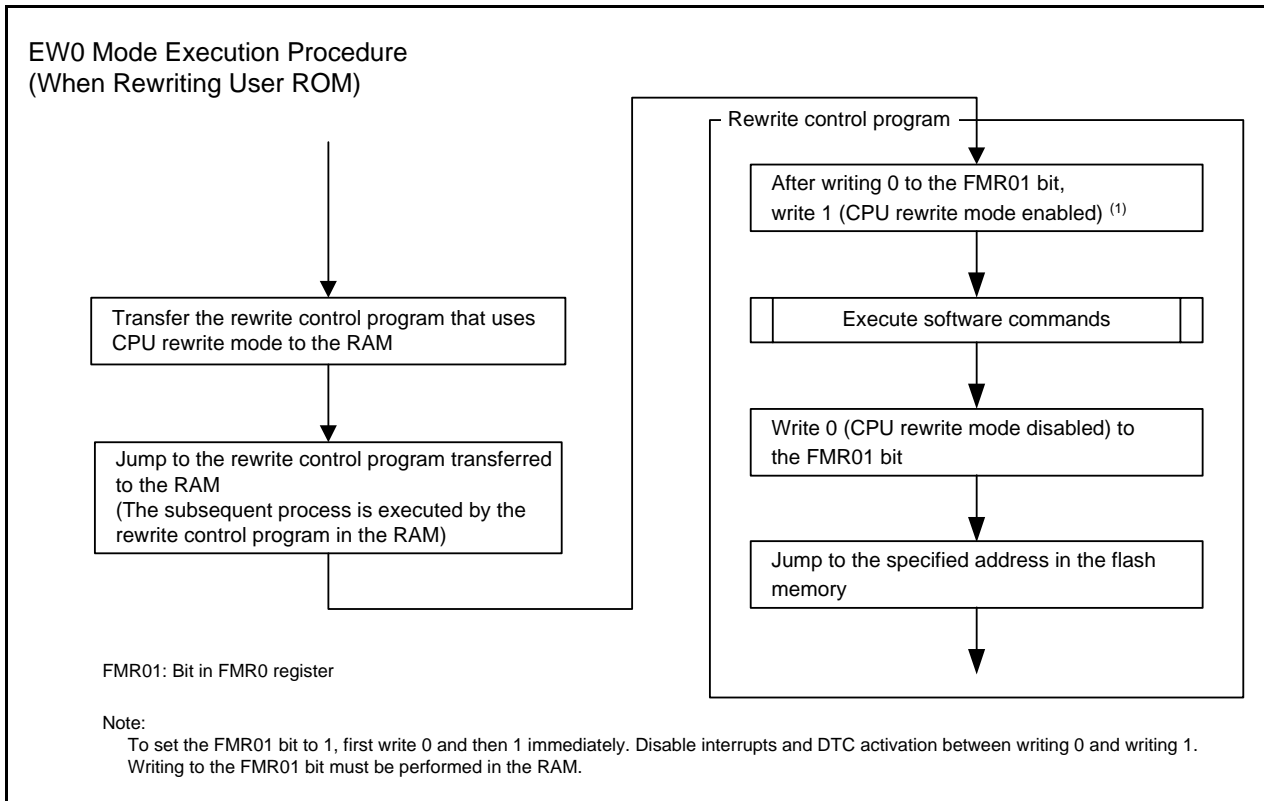 EW0 Mode Execution Procedure
(When Rewriting User ROM)
Transfer the rewrite control program that uses
CPU rewrite mode to the RAM
Jump to the rewrite control program transferred
to the RAM
(The subsequent process is executed by the
rewrite control program in the RAM)
Rewrite control program
After writing 0 to the FMR01 bit,
write 1 (CPU rewrite mode enabled) (1)
Execute software commands
Write 0 (CPU rewrite mode disabled) to
the FMR01 bit
Jump to the specified address in the flash
memory
FMR01: Bit in FMR0 register
Note:
To set the FMR01 bit to 1, first write 0 and then 1 immediately. Disable interrupts and DTC activation between writing 0 and writing 1.
Writing to the FMR01 bit must be performed in the RAM.